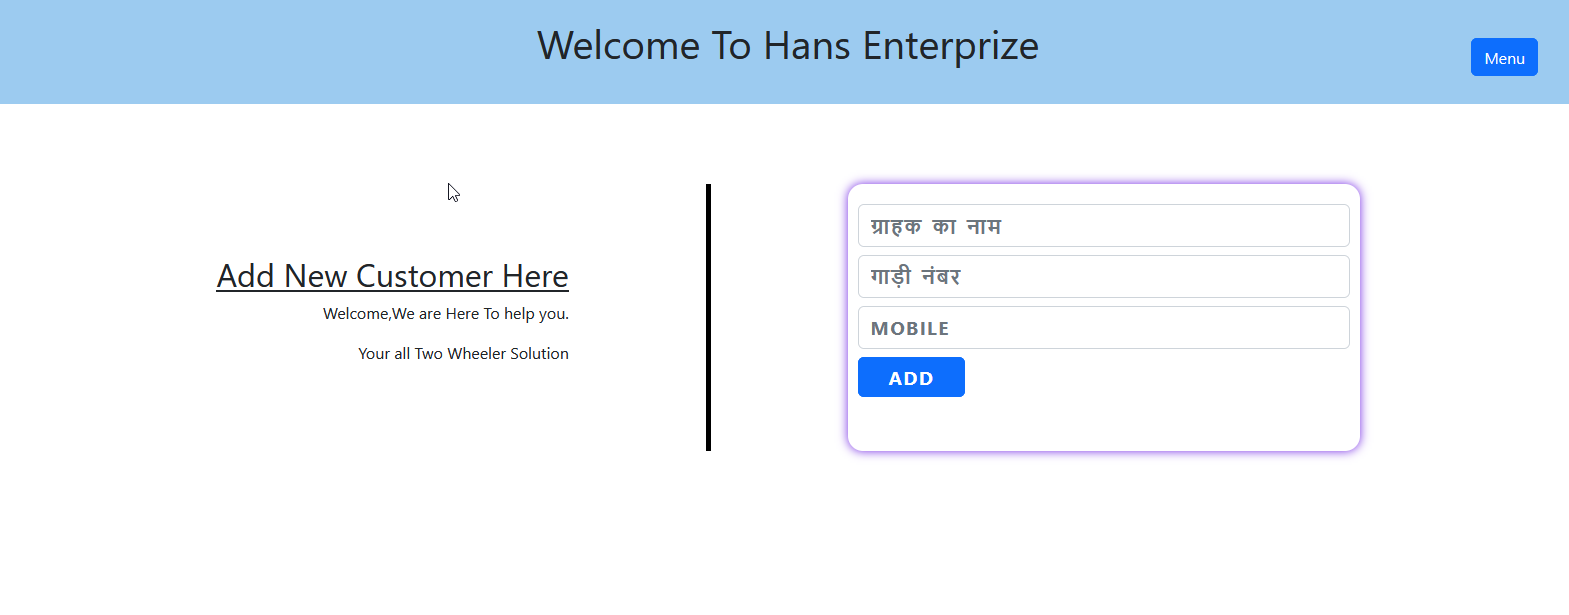 Welcome To Hans Enterprize
Menu
Add New Customer Here
Welcome,We are Here To help you.
Your all Two Wheeler Solution
ग्राहक का नाम
गाड़ी नंबर
MOBILE
ADD